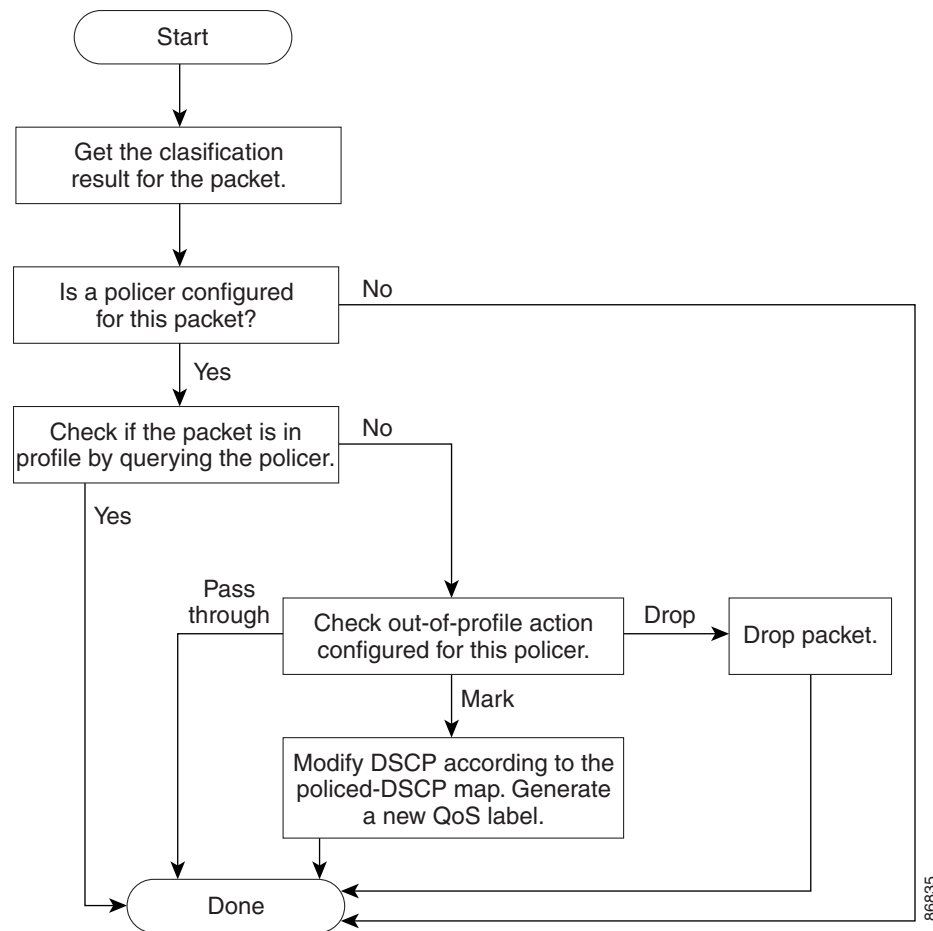 Start
Get the clasification
result for the packet.
Is a policer configured
for this packet?
No
Yes
Check if the packet is in
profile by querying the policer.
No
Yes
Pass
through
Check out-of-profile action
configured for this policer.
Drop
Drop packet.
Mark
Modify DSCP according to the
policed-DSCP map. Generate
a new QoS label.
Done
86835